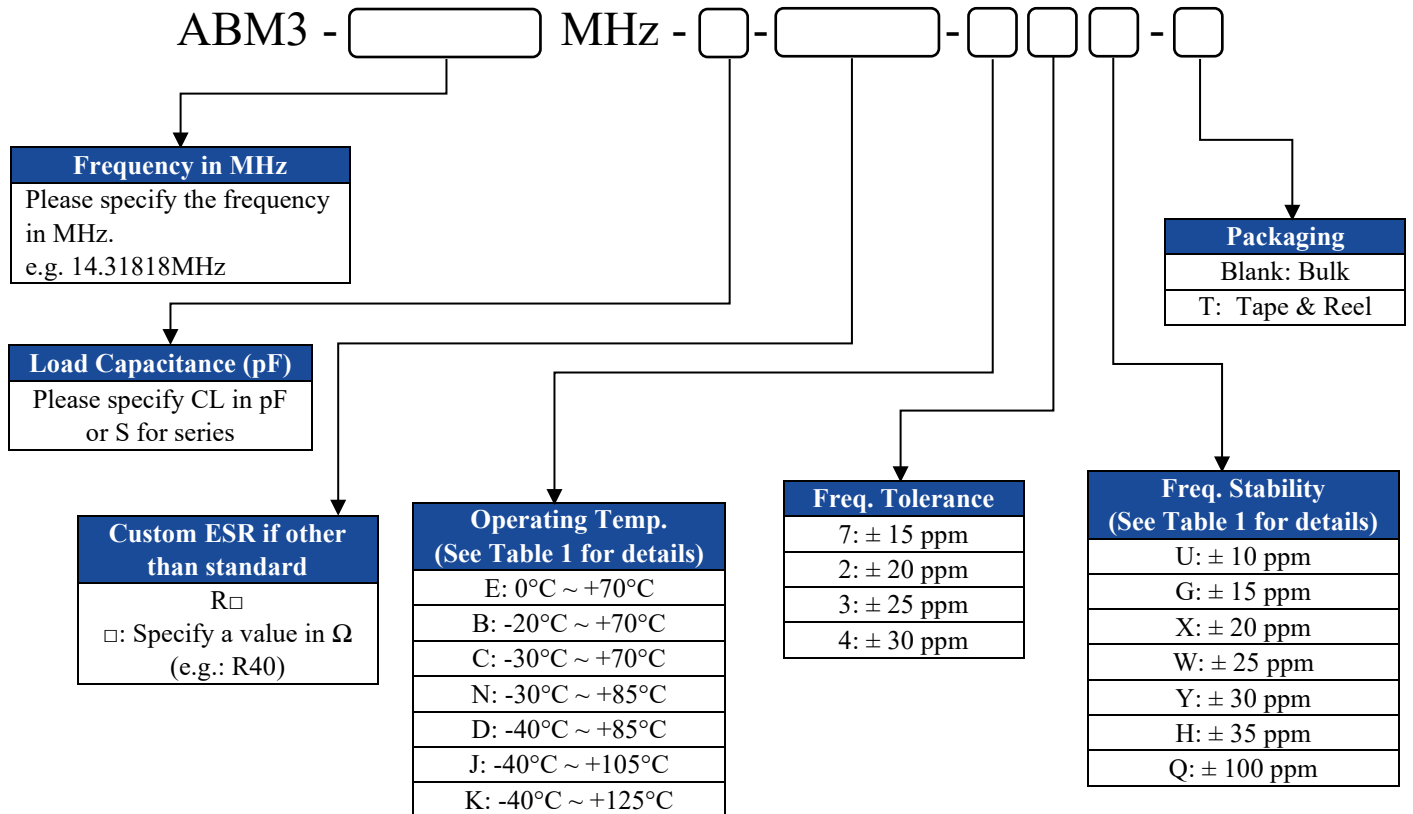 ABM3 - MHz - - - -
Frequency in MHz
Please specify the frequency
in MHz.
e.g. 14.31818MHz
Packaging
Blank: Bulk
T: Tape & Reel
Load Capacitance (pF)
Please specify CL in pF
or S for series
Custom ESR if other
than standard
R□
□: Specify a value in Ω
(e.g.: R40)
Operating Temp.
(See Table 1 for details)
E: 0°C ~ +70°C
B: -20°C ~ +70°C
C: -30°C ~ +70°C
N: -30°C ~ +85°C
D: -40°C ~ +85°C
J: -40°C ~ +105°C
K: -40°C ~ +125°C
Freq. Tolerance
7: ± 15 ppm
2: ± 20 ppm
3: ± 25 ppm
4: ± 30 ppm
Freq. Stability
(See Table 1 for details)
U: ± 10 ppm
G: ± 15 ppm
X: ± 20 ppm
W: ± 25 ppm
Y: ± 30 ppm
H: ± 35 ppm
Q: ± 100 ppm